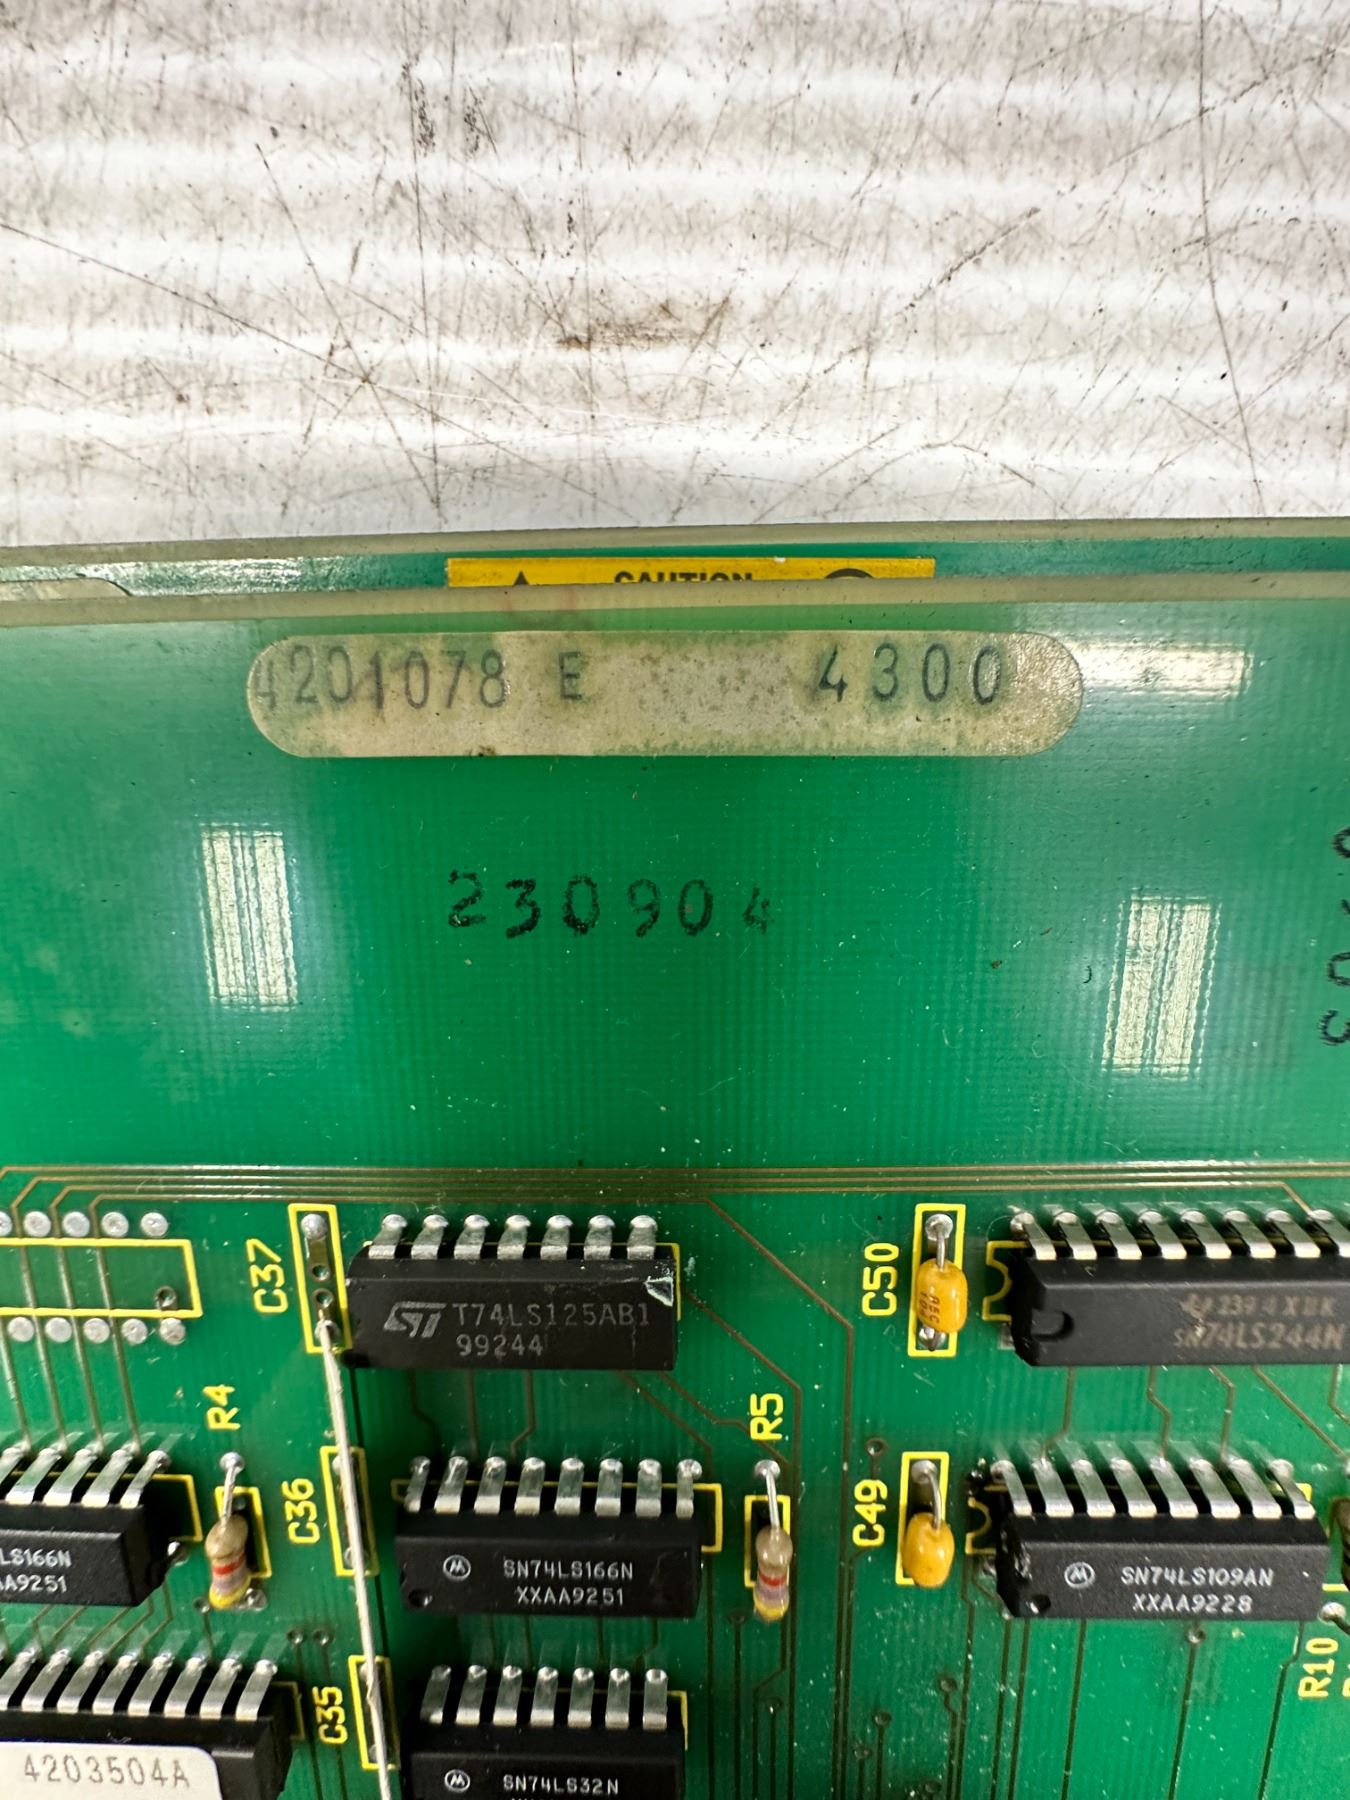 CAUTION
4201078 E 4300
230904
C37
T74LS125AB1
99244
C50
SN74LS244N
R4
R5
C36
C49
LS166N
A9251
SN74LS166N
XXAA9251
SN74LS109AN
XXAA9228
R10
C35
4203504A
SN74LS32N